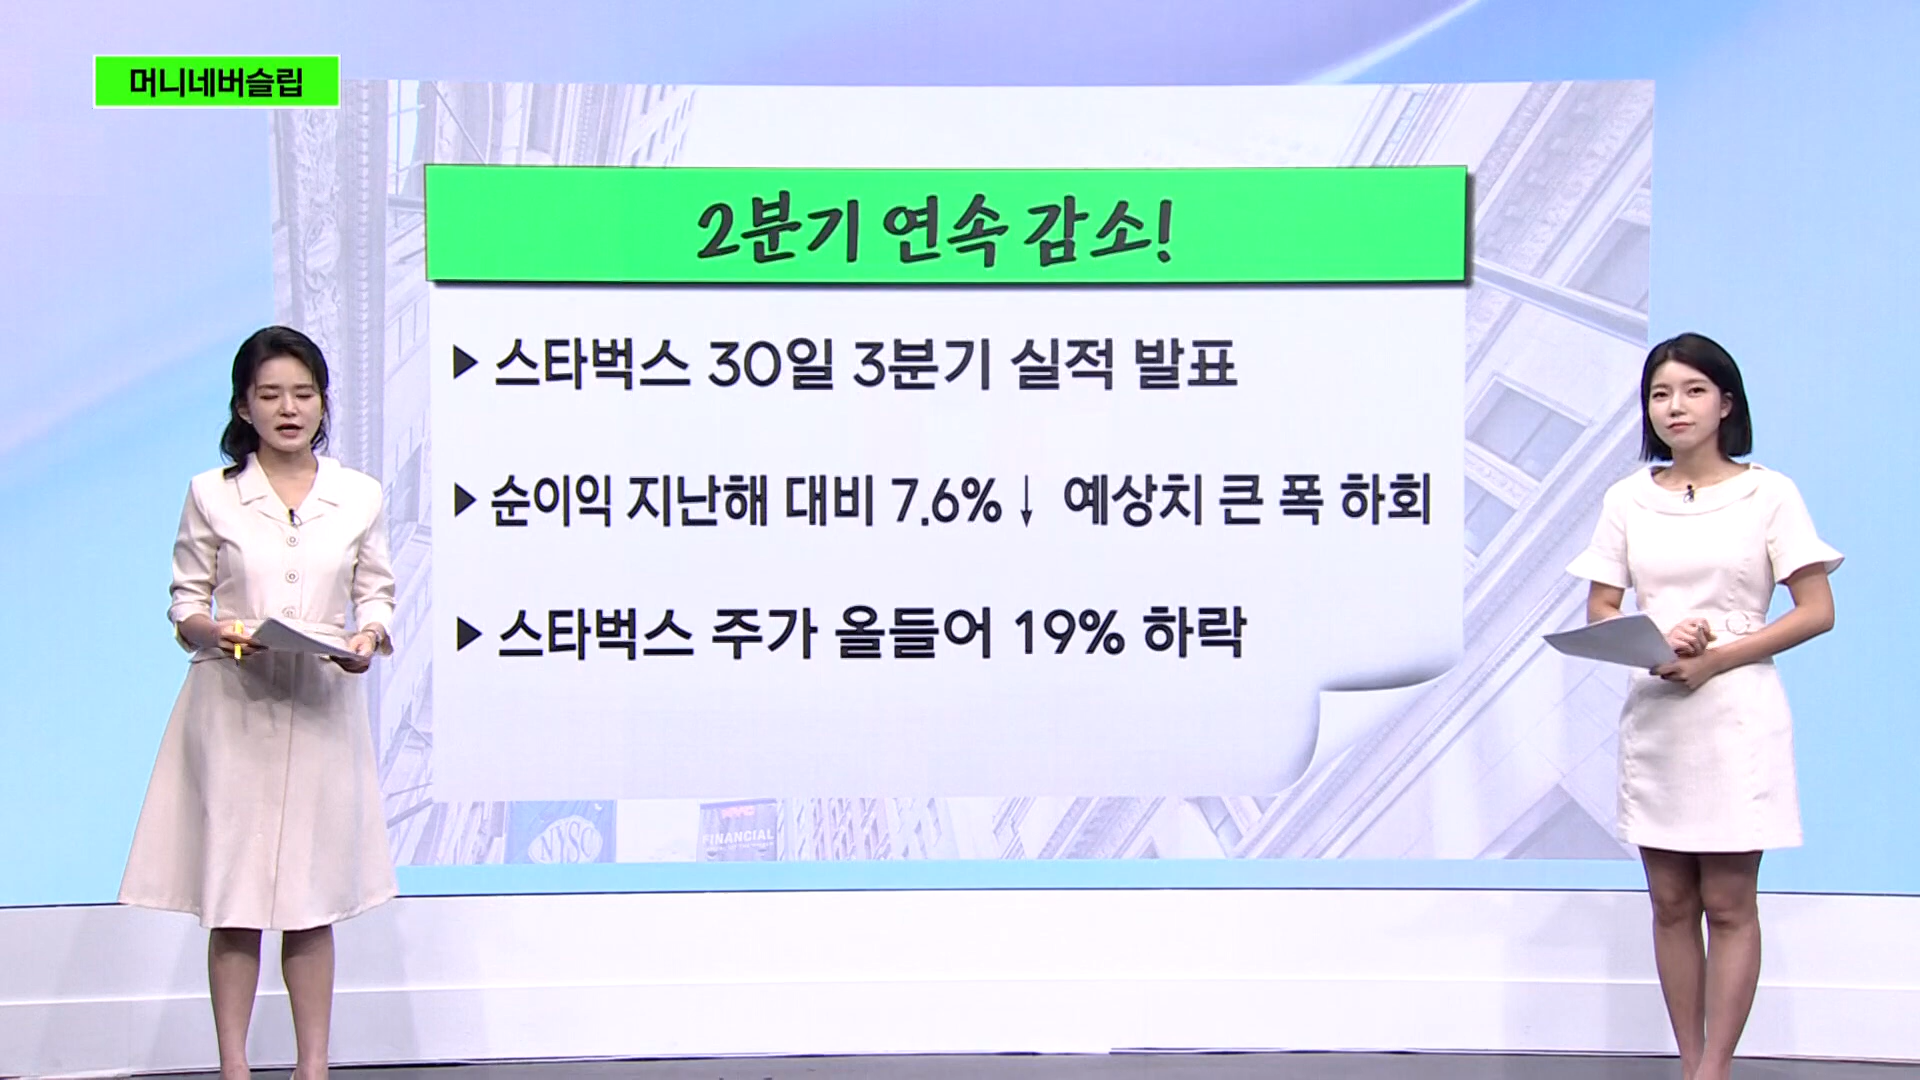 머니네버슬립
2분기 연속 감소!
▶ 스타벅스 30일 3분기 실적 발표
▶ 순이익 지난해 대비 7.6%↓ 예상치 큰 폭 하회
▶ 스타벅스 주가 올들어 19% 하락
NYSC
NYC
FINANCIAL